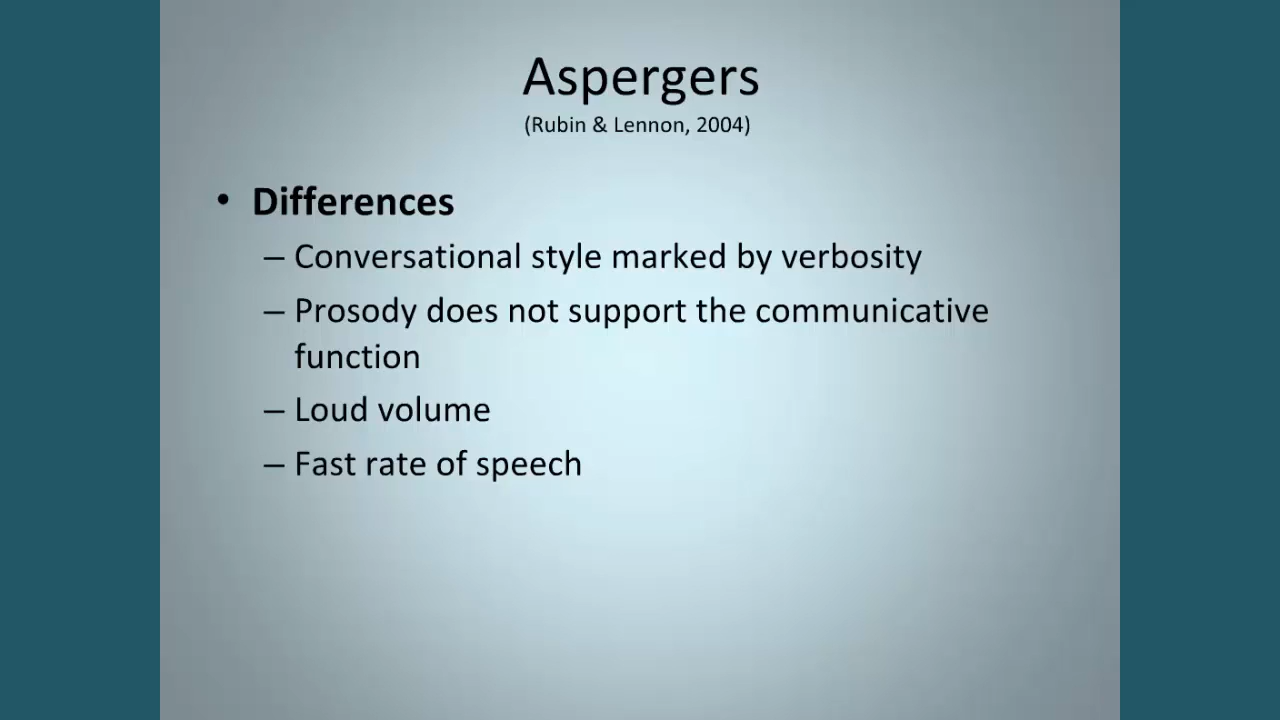 Aspergers
(Rubin & Lennon, 2004)
• Differences
– Conversational style marked by verbosity
– Prosody does not support the communicative
function
– Loud volume
– Fast rate of speech